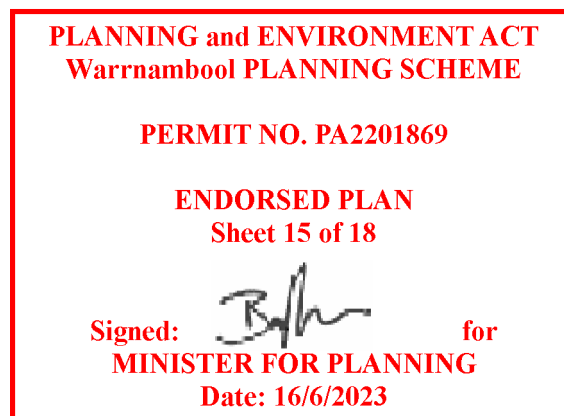 PLANNING and ENVIRONMENT ACT
Warrnambool PLANNING SCHEME
PERMIT NO. PA2201869
ENDORSED PLAN
Sheet 15 of 18
Signed: for
MINISTER FOR PLANNING
Date: 16/6/2023